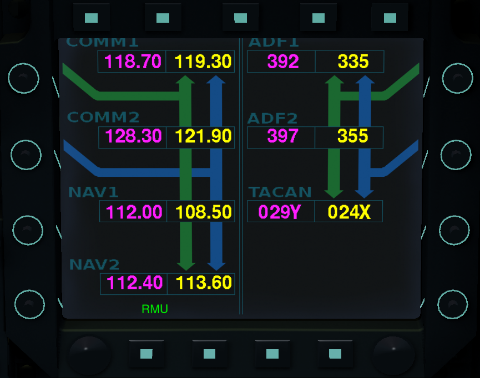 COMM1
118.70 119.30
COMM2
128.30 121.90
NAV1
112.00 108.50
NAV2
112.40 113.60
ADF1
392 335
ADF2
397 355
TACAN
029Y 024X
RMU